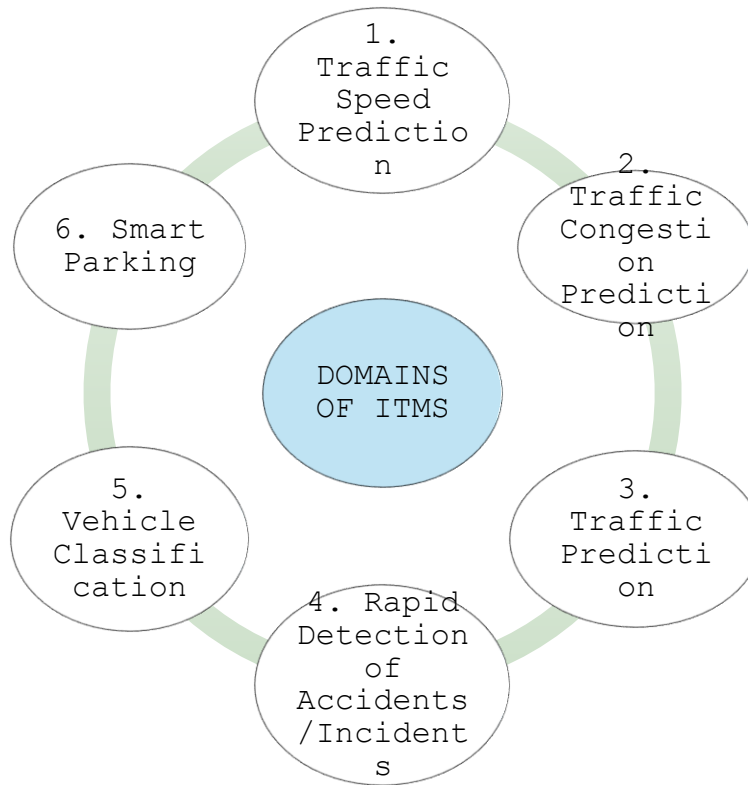 1.
Traffic
Speed
Predictio
n
2.
Traffic
Congesti
on
Predicti
on
3.
Traffic
Predicti
on
4. Rapid
Detection
of
Accidents
/Incident
s
5.
Vehicle
Classifi
cation
6. Smart
Parking
DOMAINS
OF ITMS